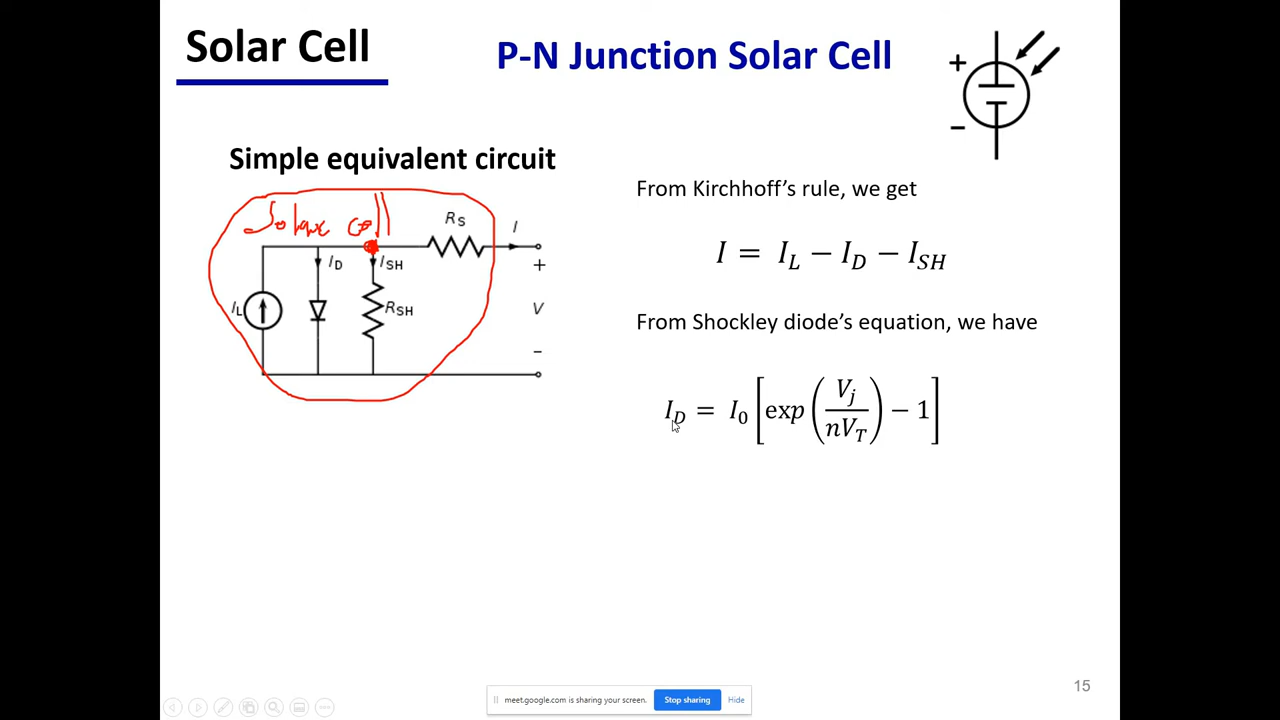 Solar Cell
P-N Junction Solar Cell
+
−
Simple equivalent circuit
From Kirchhoff's rule, we get
Solar cell
R_S
I
I_D
I_SH
+
I = I_L − I_D − I_SH
I_L
R_SH
V
−
From Shockley diode's equation, we have
I_D = I_0 [exp (V_j / nV_T) − 1]
15
meet.google.com is sharing your screen.
Stop sharing
Hide